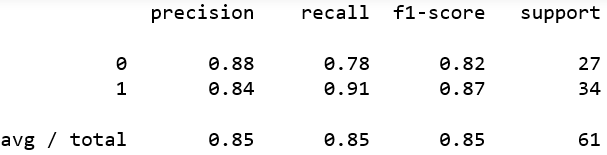 precision recall f1-score support
0 0.88 0.78 0.82 27
1 0.84 0.91 0.87 34
avg / total 0.85 0.85 0.85 61